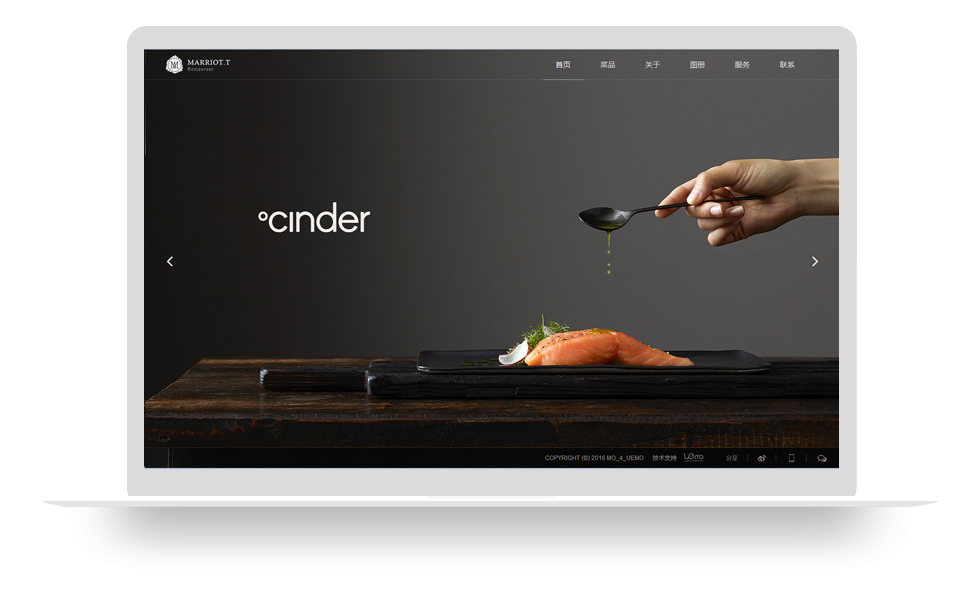 MARRIOT.T
Restaurant
首页 菜品 关于 图册 服务 联系
°cinder
COPYRIGHT (©) 2016 MO_4_UEMO. 技术支持 UEmo 分享